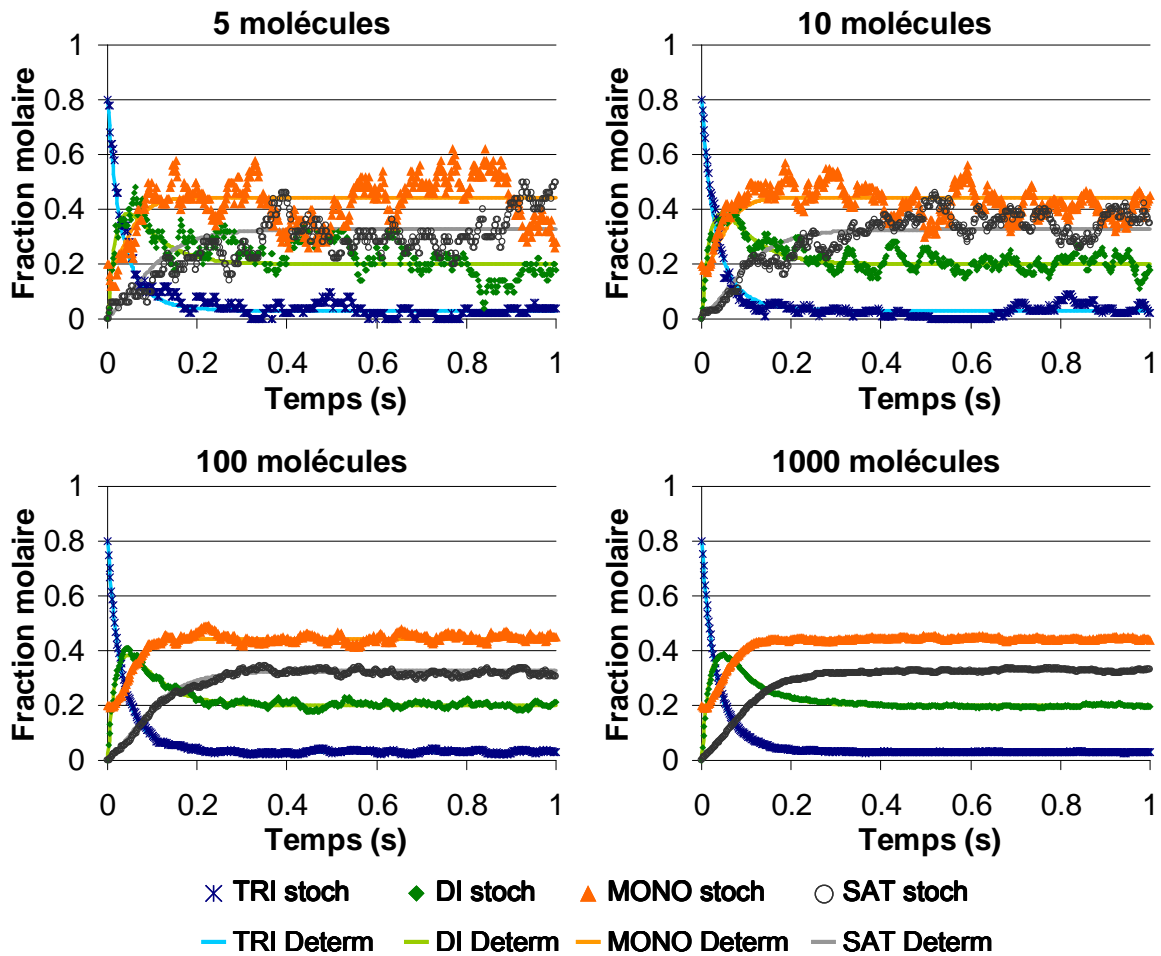 5 molécules
Fraction molaire
1
0.8
0.6
0.4
0.2
0
0 0.2 0.4 0.6 0.8 1
Temps (s)
10 molécules
Fraction molaire
1
0.8
0.6
0.4
0.2
0
0 0.2 0.4 0.6 0.8 1
Temps (s)
100 molécules
Fraction molaire
1
0.8
0.6
0.4
0.2
0
0 0.2 0.4 0.6 0.8 1
Temps (s)
1000 molécules
Fraction molaire
1
0.8
0.6
0.4
0.2
0
0 0.2 0.4 0.6 0.8 1
Temps (s)
TRI stoch DI stoch MONO stoch SAT stoch
TRI Determ DI Determ MONO Determ SAT Determ